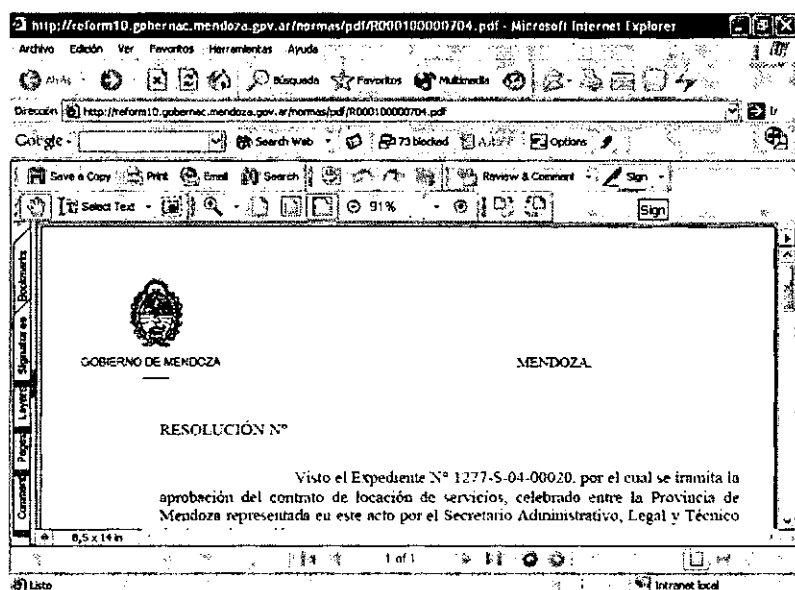 http://reform10.gobernac.mendoza.gov.ar/normas/pdf/R000100000704.pdf - Microsoft Internet Explorer
Archivo Edición Ver Favoritos Herramientas Ayuda
Atrás Búsqueda Favoritos Multimedia
Dirección http://reform10.gobernac.mendoza.gov.ar/normas/pdf/R000100000704.pdf Ir
Google Search Web 73 blocked Options
Save a Copy Print Email Search Review & Comment Sign
Select Text 91% Sign
Bookmarks
Signatures
Layers
Pages
Comments
GOBIERNO DE MENDOZA MENDOZA,
RESOLUCIÓN Nº
Visto el Expediente Nº 1277-S-04-00020, por el cual se tramita la
aprobación del contrato de locación de servicios, celebrado entre la Provincia de
Mendoza representada en este acto por el Secretario Administrativo, Legal y Técnico
8,5 x 14 in
1 of 1
Listo Intranet local